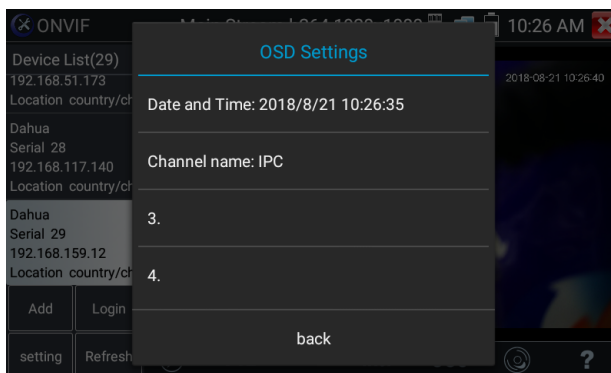 ONVIF
10:26 AM
Device List(29)
192.168.51.173
Location country/ch
Dahua
Serial 28
192.168.117.140
Location country/ch
Dahua
Serial 29
192.168.159.12
Location country/ch
Add
Login
setting
Refresh
OSD Settings
Date and Time: 2018/8/21 10:26:35
Channel name: IPC
3.
4.
back
2018-08-21 10:26:40
?